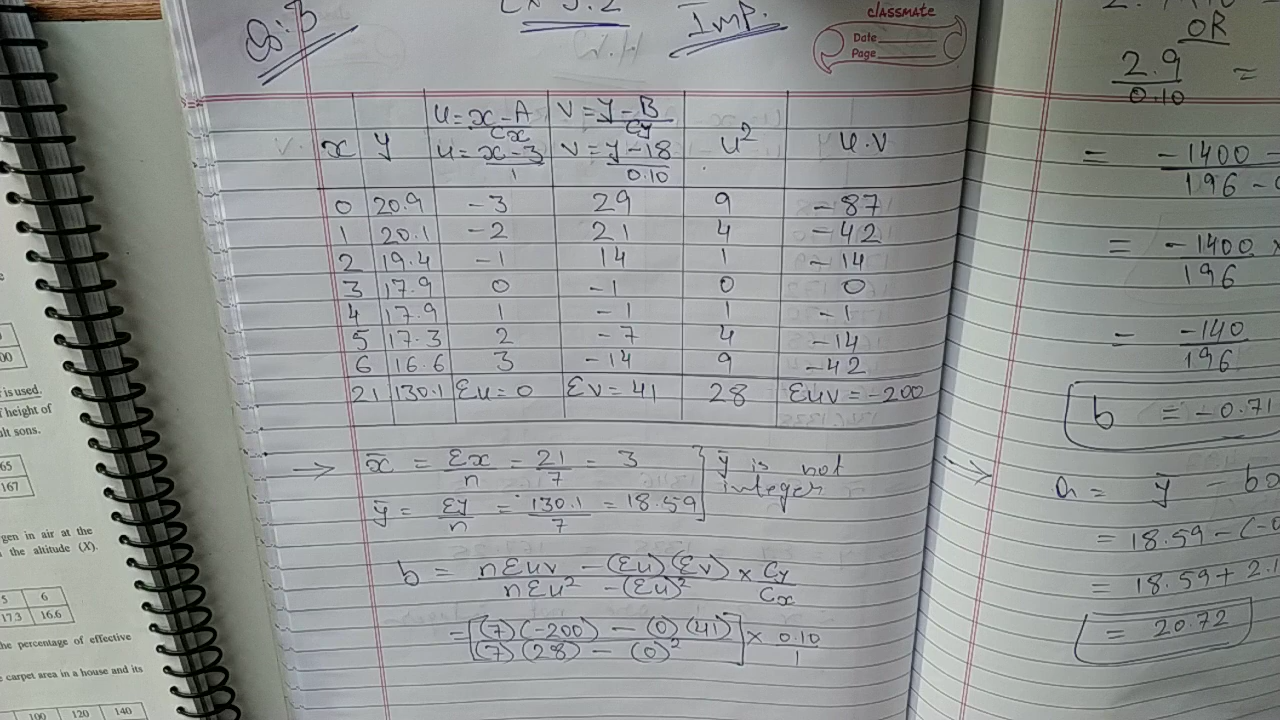 Q.5
Ex 3.2
Imp.
classmate
Date
Page
u = x-A/Cx v = y-B/Cy
x y u = x-3/1 v = y-18/0.10 u² u.v
0 20.9 -3 29 9 -87
1 20.1 -2 21 4 -42
2 19.4 -1 14 1 -14
3 17.9 0 -1 0 0
4 17.9 1 -1 1 -1
5 17.3 2 -7 4 -14
6 16.6 3 -14 9 -42
21 130.1 Σu=0 Σv=41 28 Σuv=-200
→ x̄ = Σx/n = 21/7 = 3
ȳ = Σy/n = 130.1/7 = 18.59
ȳ is not
integer
b = nΣuv - (Σu)(Σv)/nΣu² - (Σu)² × Cy/Cx
= [(7)(-200) - (0)(41)/(7)(28) - (0)²] × 0.10/1
OR
2.9/0.10 =
= -1400 -/196 -
= -1400 ×/196
= -140/196
b = -0.71
→ a = ȳ - b
= 18.59 - (-0
= 18.59 + 2.1
= 20.72
00
r is used.
height of
ult sons.
65
167
gen in air at the
the altitude (X).
5 6
17.3 16.6
he percentage of effective
carpet area in a house and its
100 120 140